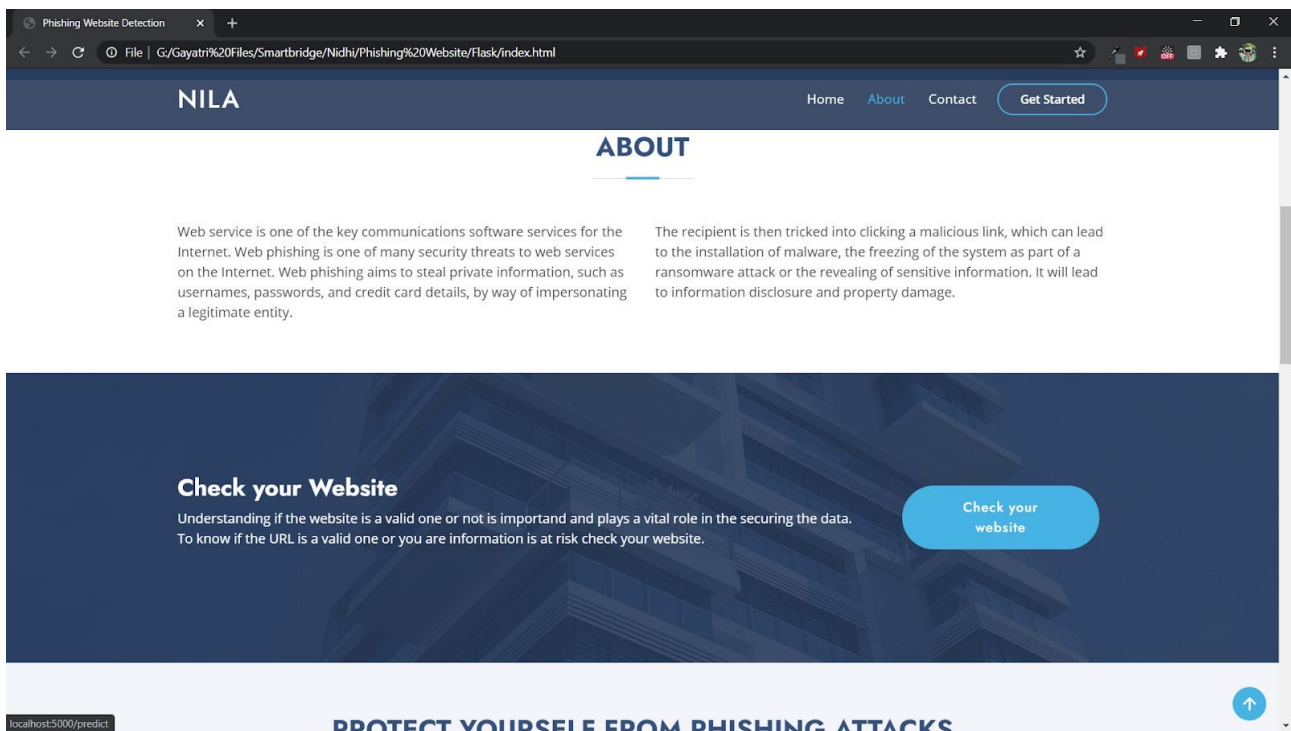 Phishing Website Detection
File | G:/Gayatri%20Files/Smartbridge/Nidhi/Phishing%20Website/Flask/index.html
OFF
NILA
Home About Contact Get Started
ABOUT
Web service is one of the key communications software services for the
Internet. Web phishing is one of many security threats to web services
on the Internet. Web phishing aims to steal private information, such as
usernames, passwords, and credit card details, by way of impersonating
a legitimate entity.
The recipient is then tricked into clicking a malicious link, which can lead
to the installation of malware, the freezing of the system as part of a
ransomware attack or the revealing of sensitive information. It will lead
to information disclosure and property damage.
Check your Website
Understanding if the website is a valid one or not is importand and plays a vital role in the securing the data.
To know if the URL is a valid one or you are information is at risk check your website.
Check your
website
PROTECT YOURSELF FROM PHISHING ATTACKS
localhost:5000/predict